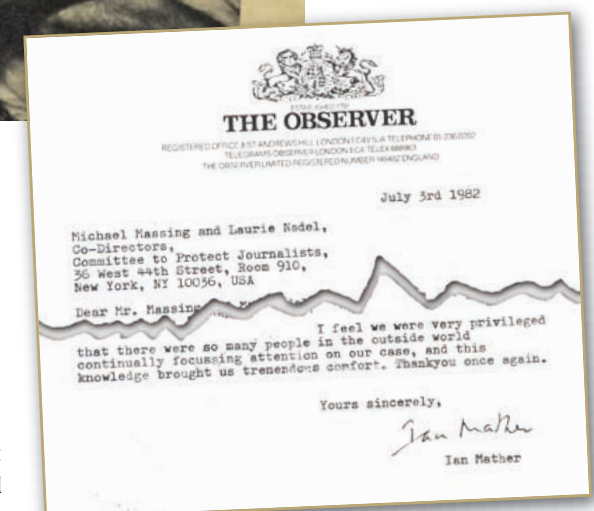 ESTABLISHED 1791
THE OBSERVER
REGISTERED OFFICE 8 ST ANDREWS HILL LONDON EC4V 5JA TELEPHONE 01-236 0202
TELEGRAMS OBSERVER LONDON EC4 TELEX 888963
THE OBSERVER LIMITED REGISTERED NUMBER 146482 ENGLAND
July 3rd 1982
Michael Massing and Laurie Nadel,
Co-Directors,
Committee to Protect Journalists,
36 West 44th Street, Room 910,
New York, NY 10036, USA
Dear Mr. Massing
I feel we were very privileged
that there were so many people in the outside world
continually focussing attention on our case, and this
knowledge brought us tremendous comfort. Thankyou once again.
Yours sincerely,
Ian Mather
Ian Mather